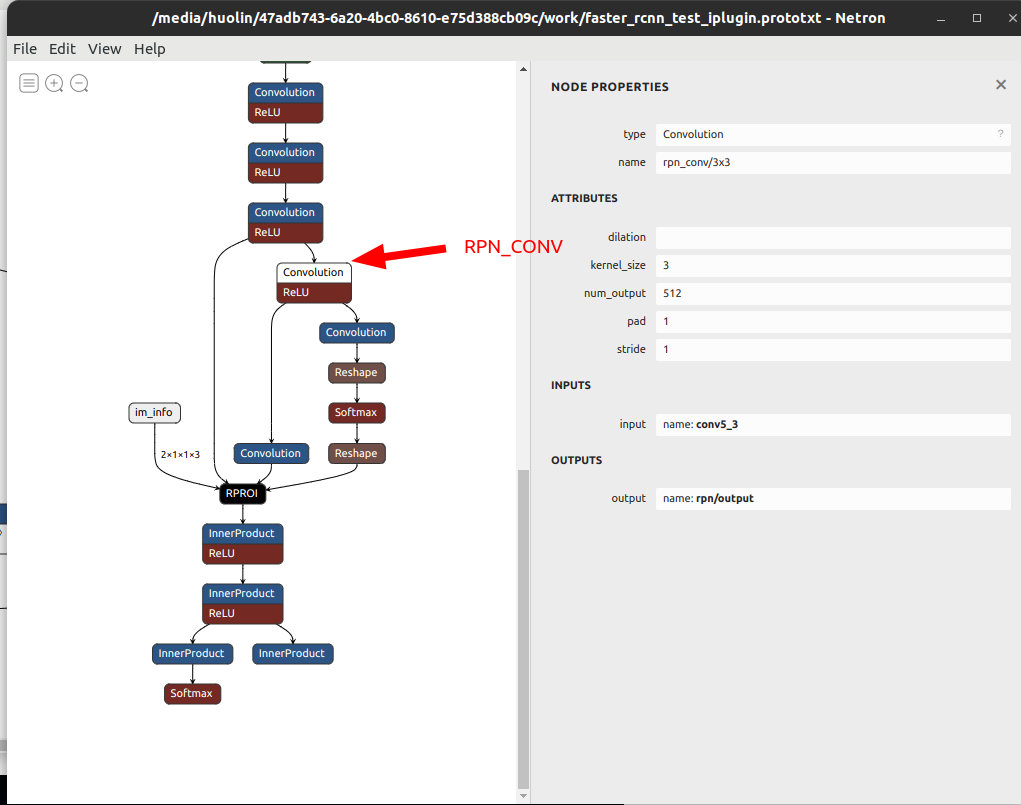 /media/huolin/47adb743-6a20-4bc0-8610-e75d388cb09c/work/faster_rcnn_test_iplugin.prototxt - Netron
File Edit View Help
Convolution
ReLU
Convolution
ReLU
Convolution
ReLU
RPN_CONV
Convolution
ReLU
Convolution
Reshape
im_info
Softmax
2×1×1×3
Convolution
Reshape
RPROI
InnerProduct
ReLU
InnerProduct
ReLU
InnerProduct
InnerProduct
Softmax
NODE PROPERTIES
type Convolution ?
name rpn_conv/3x3
ATTRIBUTES
dilation
kernel_size 3
num_output 512
pad 1
stride 1
INPUTS
input name: conv5_3
OUTPUTS
output name: rpn/output